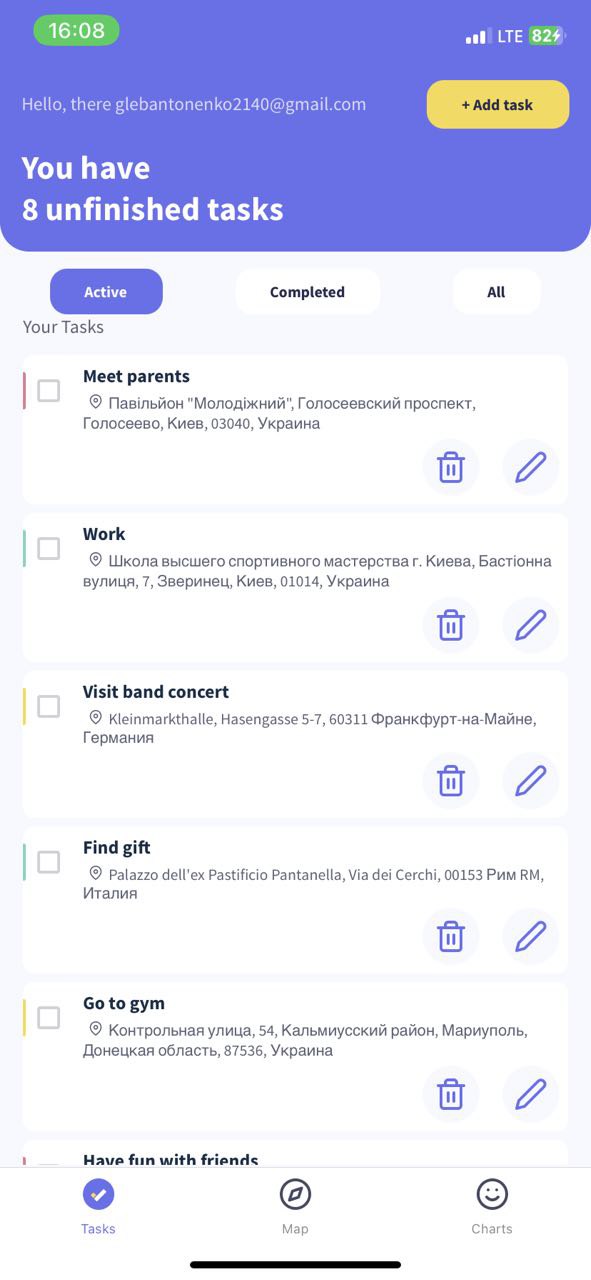 16:08
LTE 82
Hello, there glebantonenko2140@gmail.com
+ Add task
You have
8 unfinished tasks
Active
Completed
All
Your Tasks
Meet parents
Павільйон "Молодіжний", Голосеевский проспект,
Голосеево, Киев, 03040, Украина
Work
Школа высшего спортивного мастерства г. Киева, Бастіонна
вулиця, 7, Зверинец, Киев, 01014, Украина
Visit band concert
Kleinmarkthalle, Hasengasse 5-7, 60311 Франкфурт-на-Майне,
Германия
Find gift
Palazzo dell'ex Pastificio Pantanella, Via dei Cerchi, 00153 Рим RM,
Италия
Go to gym
Контрольная улица, 54, Кальмиусский район, Мариуполь,
Донецкая область, 87536, Украина
Have fun with friends
Tasks
Map
Charts